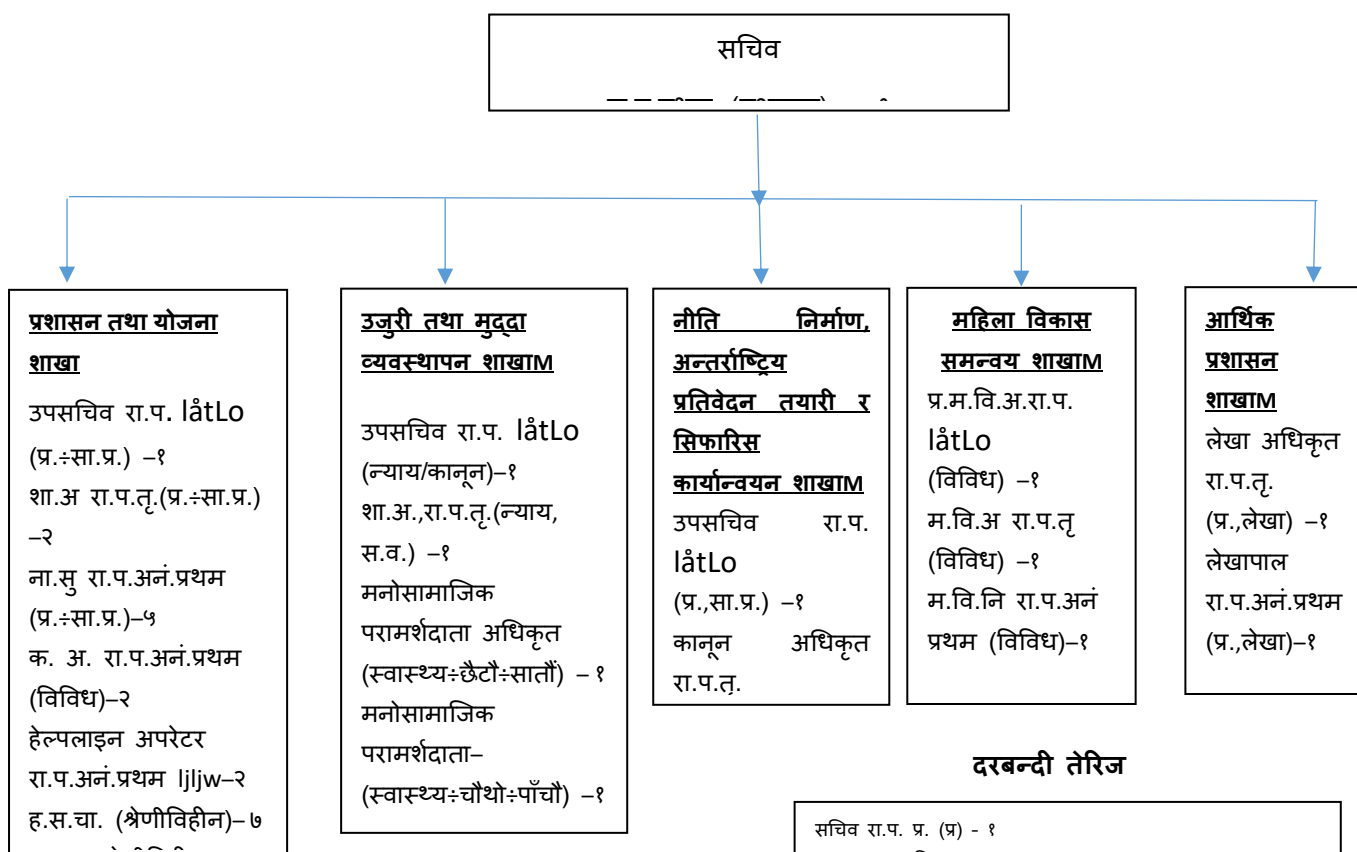 सचिव
प्रशासन तथा योजना
शाखा
उपसचिव रा.प. låtLo
(प्र.÷सा.प्र.) –१
शा.अ रा.प.तृ.(प्र.÷सा.प्र.)
–२
ना.सु रा.प.अनं.प्रथम
(प्र.÷सा.प्र.)–५
क. अ. रा.प.अनं.प्रथम
(विविध)–२
हेल्पलाइन अपरेटर
रा.प.अनं.प्रथम ljljw–२
ह.स.चा. (श्रेणीविहीन)– ७
उजुरी तथा मुद्दा
व्यवस्थापन शाखाM
उपसचिव रा.प. låtLo
(न्याय/कानून)–१
शा.अ.,रा.प.तृ.(न्याय,
स.व.) –१
मनोसामाजिक
परामर्शदाता अधिकृत
(स्वास्थ्य÷छैटौ÷सातौं) – १
मनोसामाजिक
परामर्शदाता–
(स्वास्थ्य÷चौथो÷पाँचौ) –१
नीति निर्माण,
अन्तर्राष्ट्रिय
प्रतिवेदन तयारी र
सिफारिस
कार्यान्वयन शाखाM
उपसचिव रा.प.
låtLo
(प्र.,सा.प्र.) –१
कानून अधिकृत
रा.प.तृ.
महिला विकास
समन्वय शाखाM
प्र.म.वि.अ.रा.प.
låtLo
(विविध) –१
म.वि.अ रा.प.तृ
(विविध) –१
म.वि.नि रा.प.अनं
प्रथम (विविध)–१
आर्थिक
प्रशासन
शाखाM
लेखा अधिकृत
रा.प.तृ.
(प्र.,लेखा) –१
लेखापाल
रा.प.अनं.प्रथम
(प्र.,लेखा)–१
दरबन्दी तेरिज
सचिव रा.प. प्र. (प्र) - १